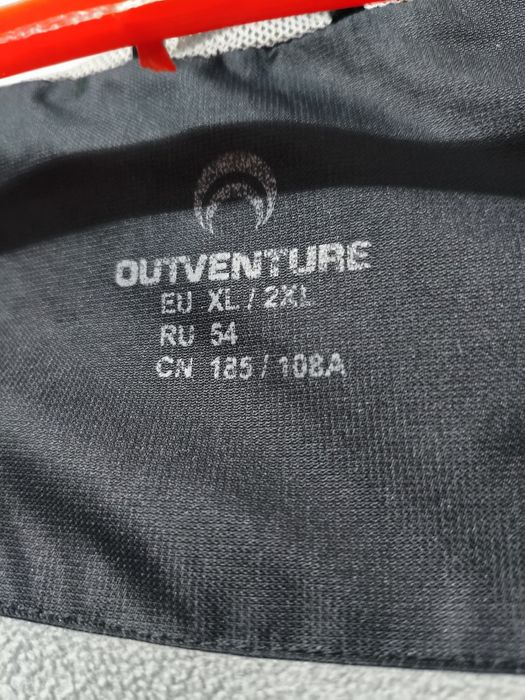 OUTVENTURE
EU XL / 2XL
RU 54
CN 185 / 108A